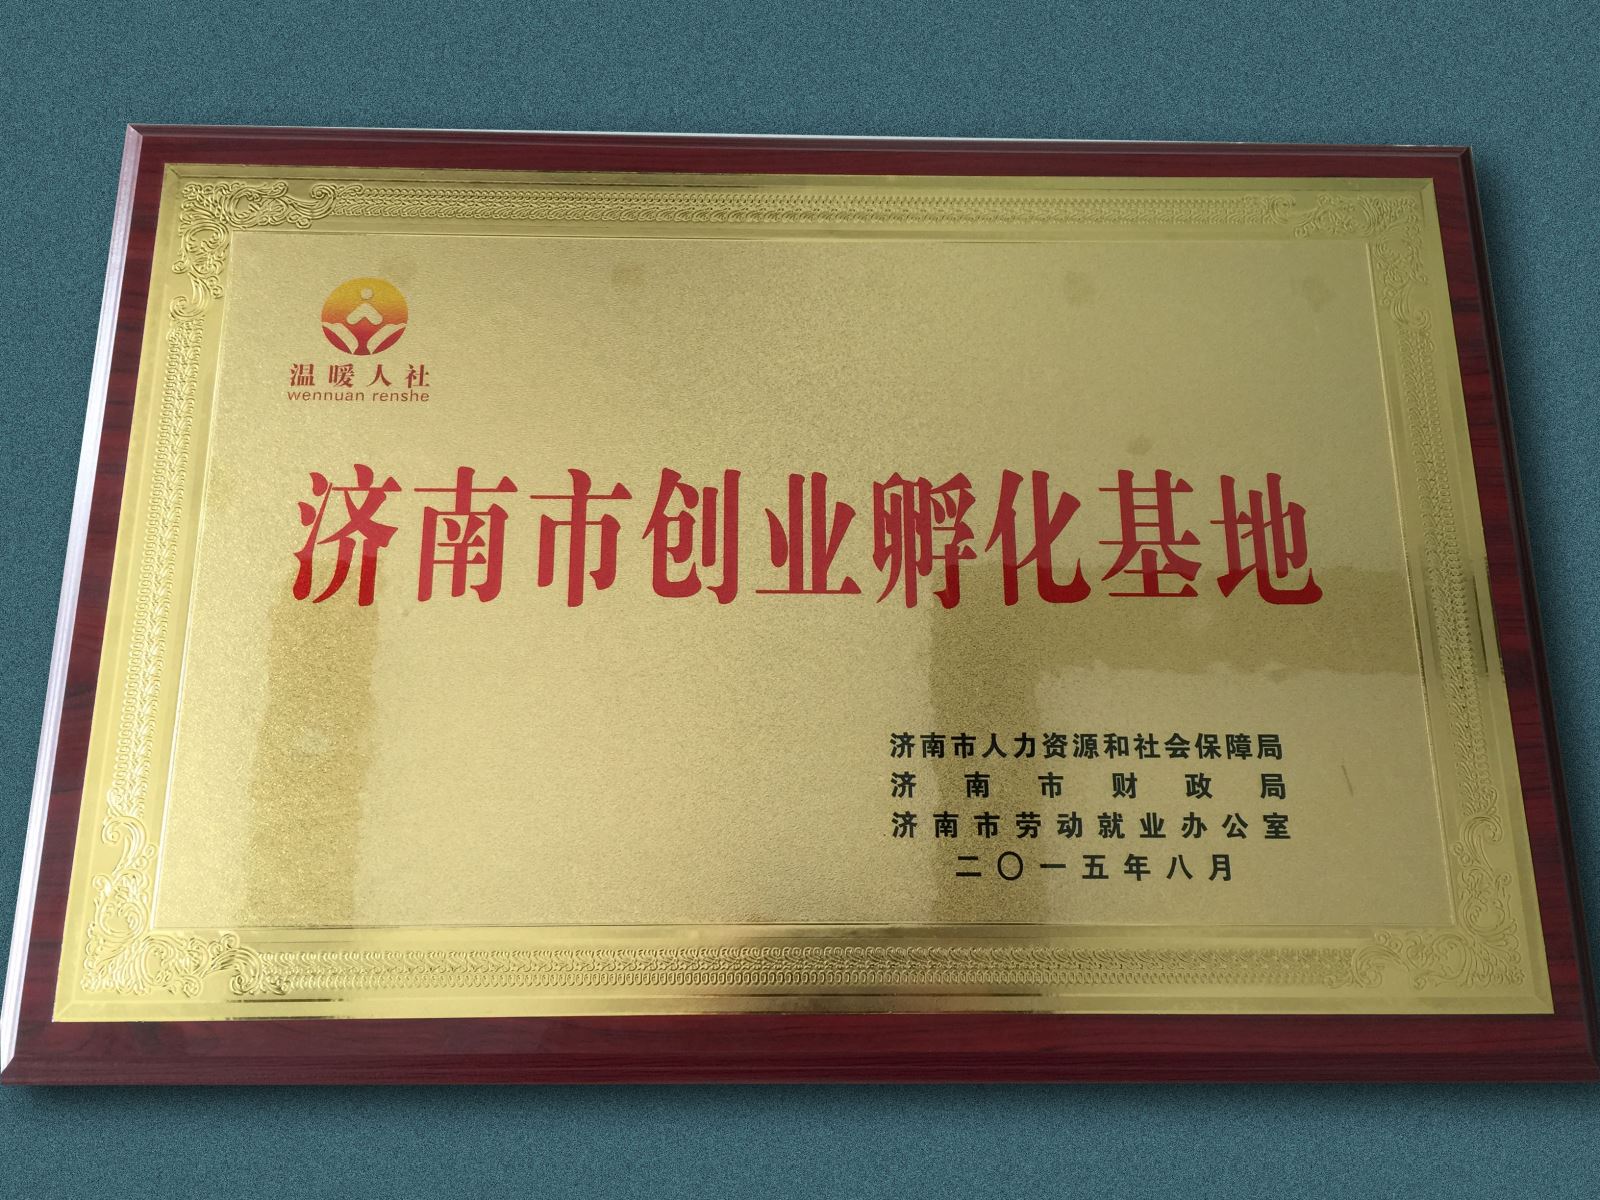 温暖人社
wennuan renshe
济南市创业孵化基地
济南市人力资源和社会保障局
济南市财政局
济南市劳动就业办公室
二〇一五年八月